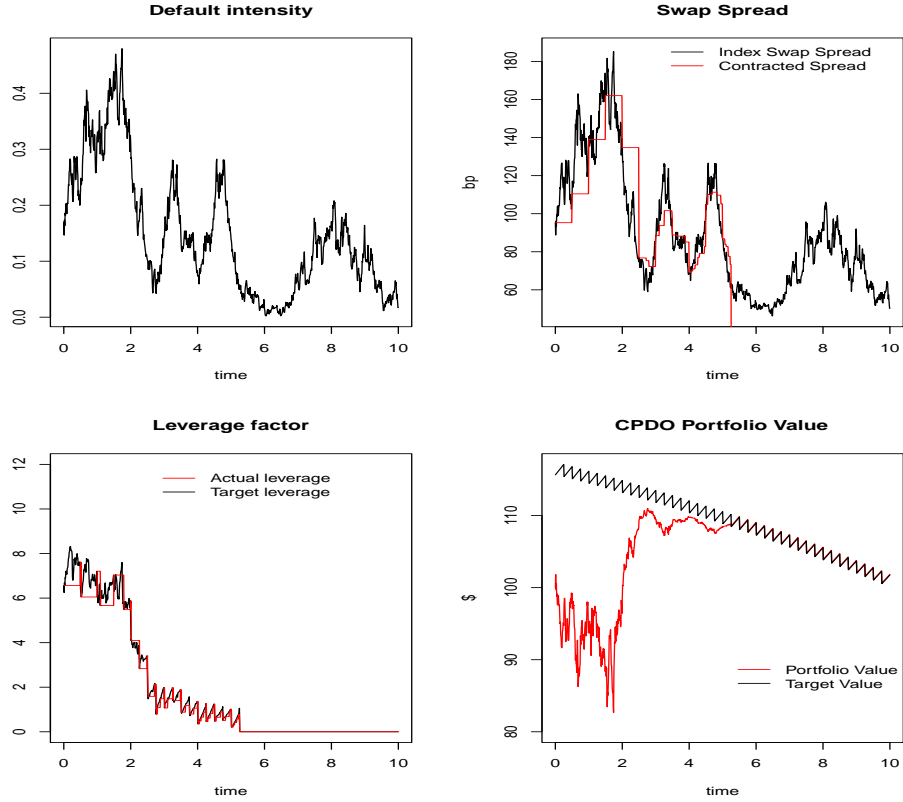 Default intensity
0.0 0.1 0.2 0.3 0.4
0 2 4 6 8 10
time
Swap Spread
Index Swap Spread
Contracted Spread
bp
60 80 100 120 140 160 180
0 2 4 6 8 10
time
Leverage factor
Actual leverage
Target leverage
0 2 4 6 8 10 12
0 2 4 6 8 10
time
CPDO Portfolio Value
$
80 90 100 110
Portfolio Value
Target Value
0 2 4 6 8 10
time